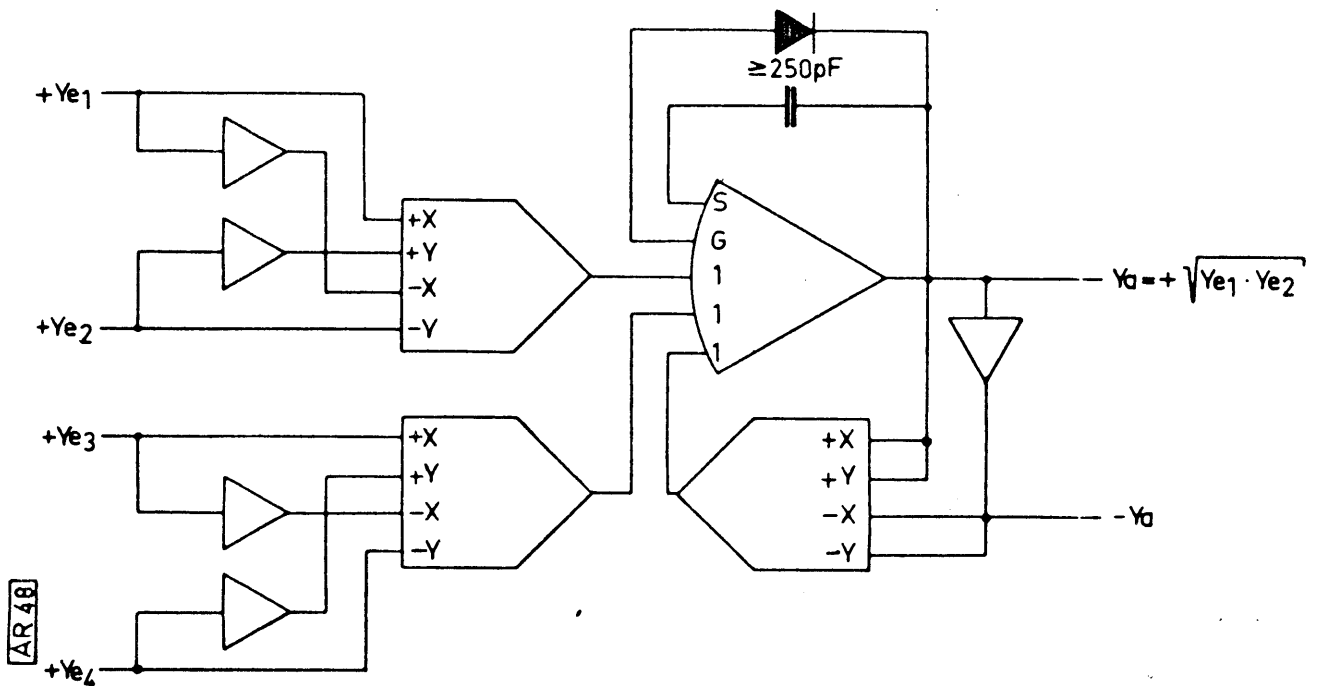 ≥250pF
+Ye1
+Ye2
+X
+Y
-X
-Y
S
G
1
1
1
Ya=+√Ye1·Ye2
+Ye3
+X
+Y
-X
-Y
+X
+Y
-X
-Y
-Ya
AR 48
+Ye4